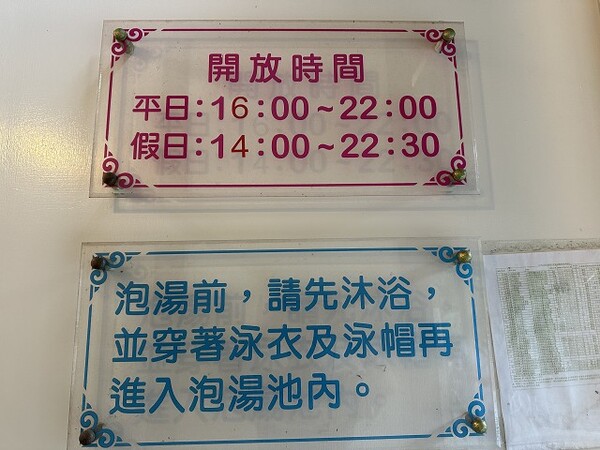 開放時間
平日：16：00～22：00
假日：14：00～22：30
泡湯前，請先沐浴，
並穿著泳衣及泳帽再
進入泡湯池內。